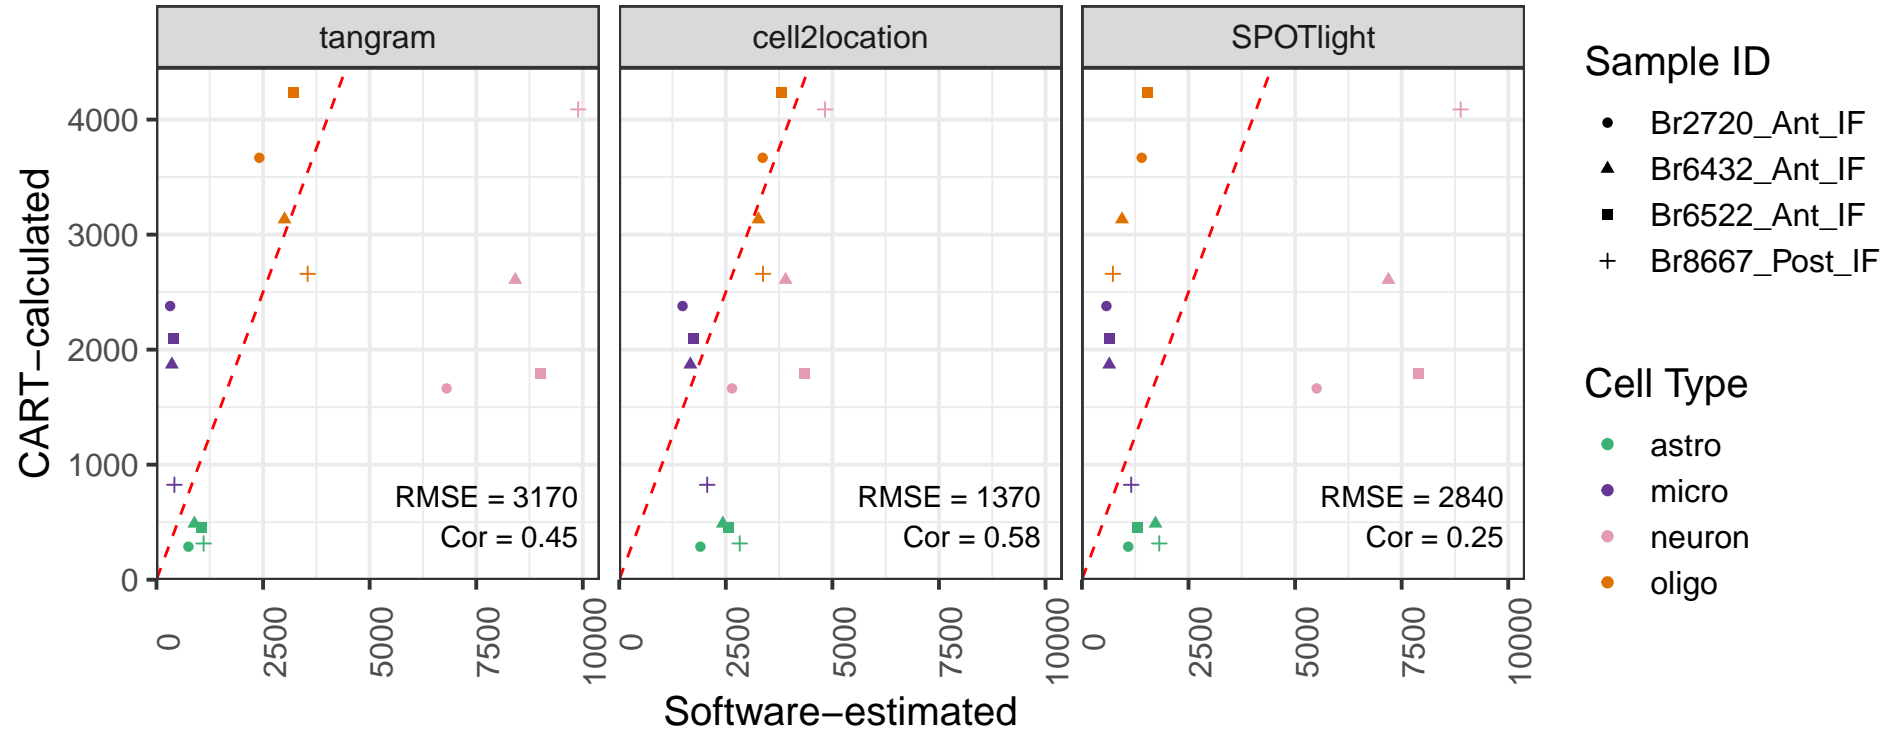 tangram
cell2location
SPOTlight
CART−calculated
4000
3000
2000
1000
0
RMSE = 3170
Cor = 0.45
RMSE = 1370
Cor = 0.58
RMSE = 2840
Cor = 0.25
0 2500 5000 7500 10000
0 2500 5000 7500 10000
0 2500 5000 7500 10000
Software−estimated
Sample ID
Br2720_Ant_IF
Br6432_Ant_IF
Br6522_Ant_IF
Br8667_Post_IF
Cell Type
astro
micro
neuron
oligo